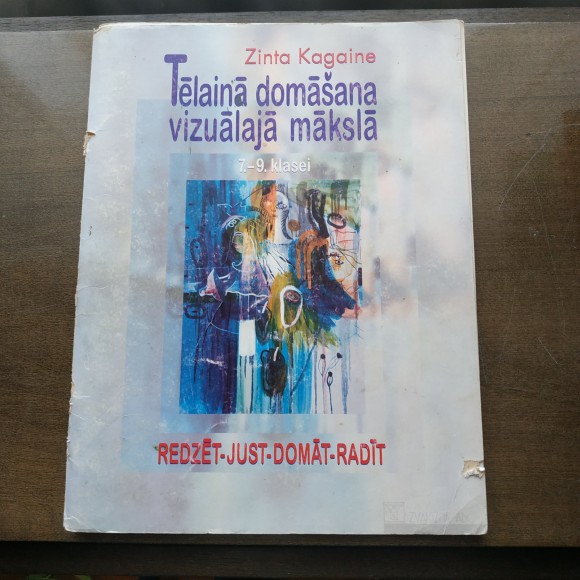 Zinta Kagaine
Tēlainā domāšana
vizuālajā mākslā
7.–9. klasei
REDZĒT-JUST-DOMĀT-RADĪT